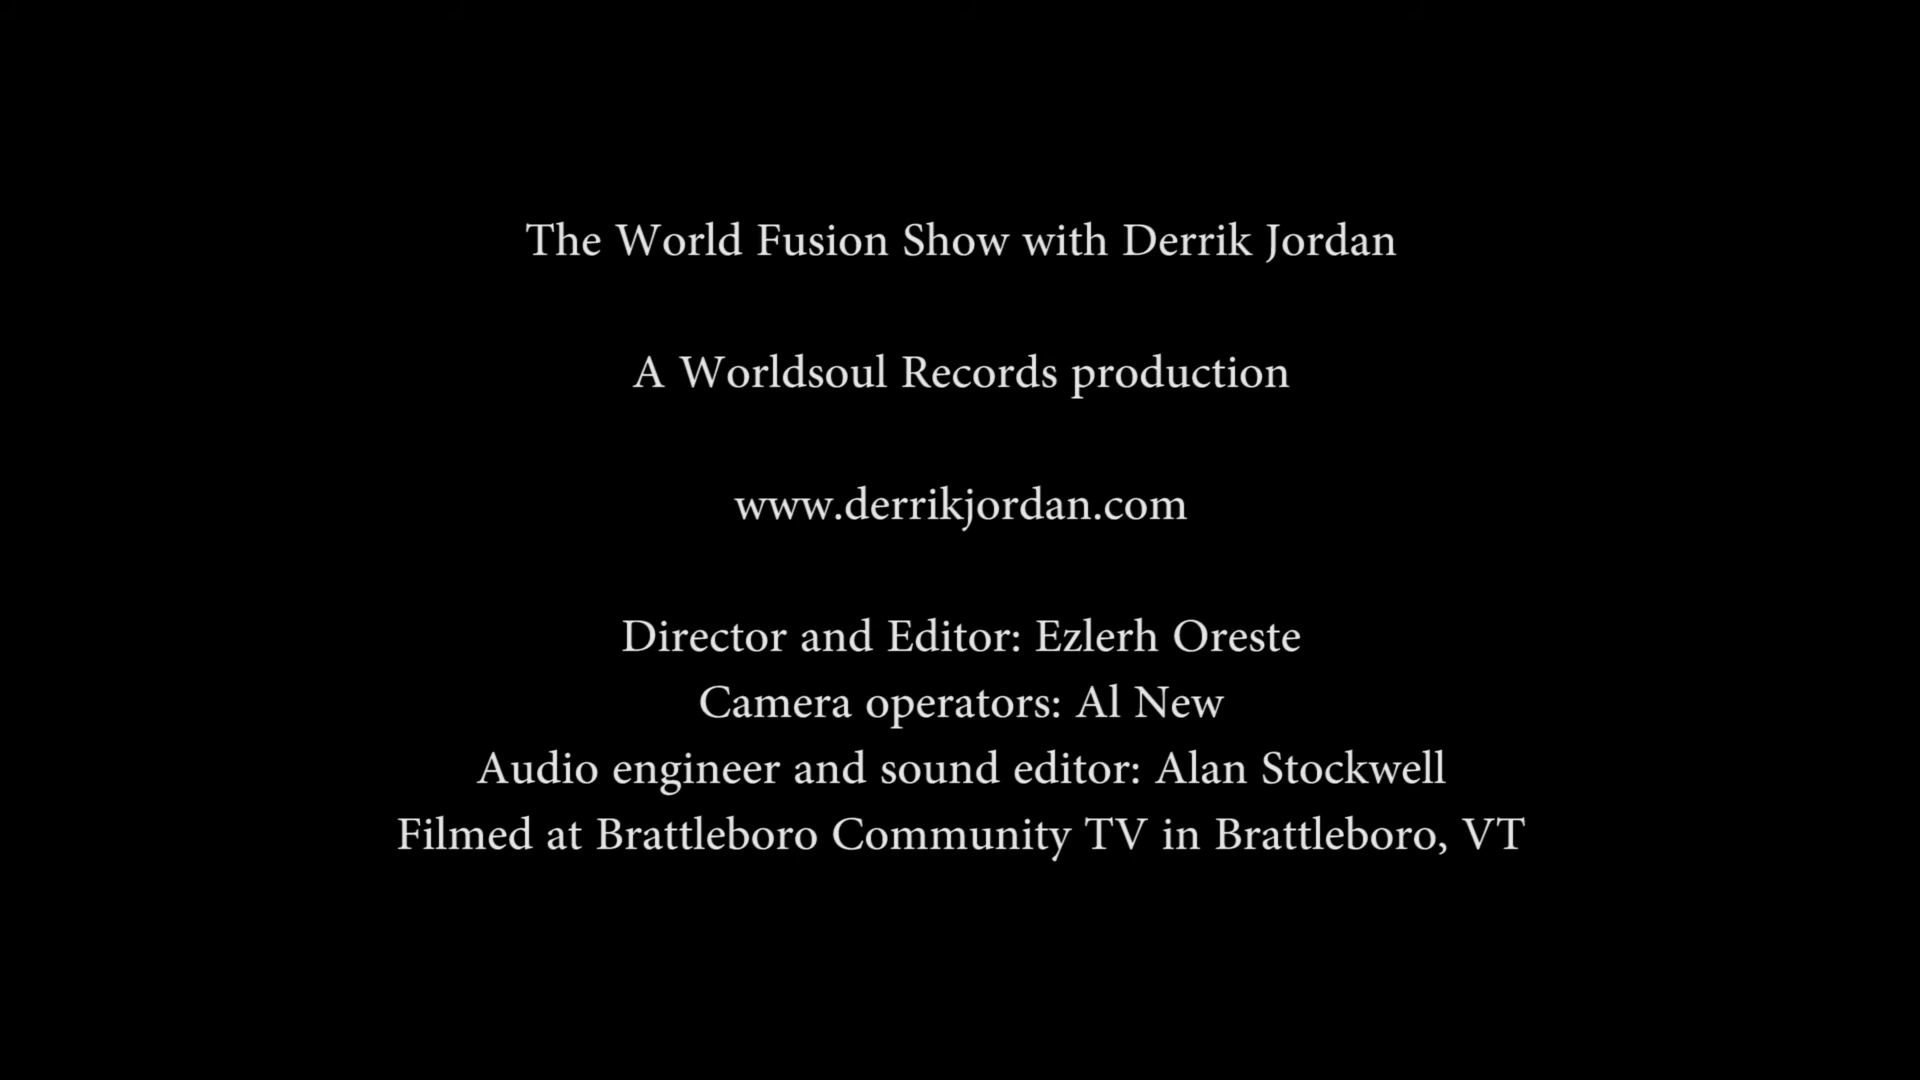 The World Fusion Show with Derrik Jordan
A Worldsoul Records production
www.derrikjordan.com
Director and Editor: Ezlerh Oreste
Camera operators: Al New
Audio engineer and sound editor: Alan Stockwell
Filmed at Brattleboro Community TV in Brattleboro, VT